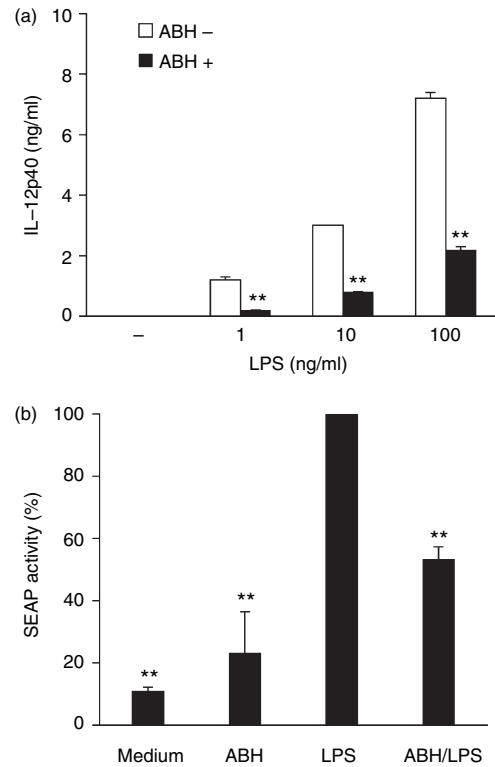 (a)
ABH –
ABH +
IL–12p40 (ng/ml)
10
8
6
4
2
0
**
**
**
– 1 10 100
LPS (ng/ml)
(b)
SEAP activity (%)
100
80
60
40
20
0
**
**
**
Medium ABH LPS ABH/LPS